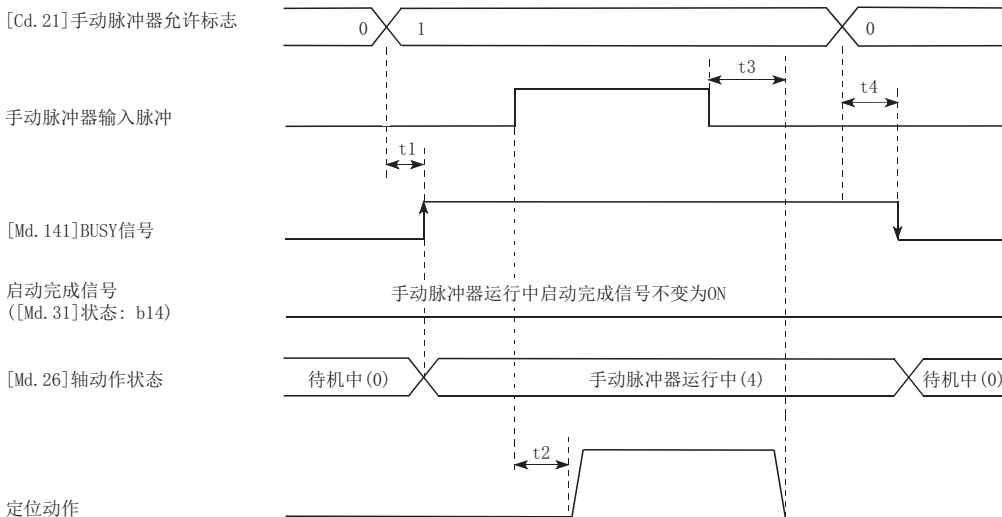 [Cd.21]手动脉冲器允许标志
0
1
0
t3
t4
手动脉冲器输入脉冲
t1
[Md.141]BUSY信号
启动完成信号
([Md.31]状态: b14)
手动脉冲器运行中启动完成信号不变为ON
[Md.26]轴动作状态
待机中(0)
手动脉冲器运行中(4)
待机中(0)
t2
定位动作